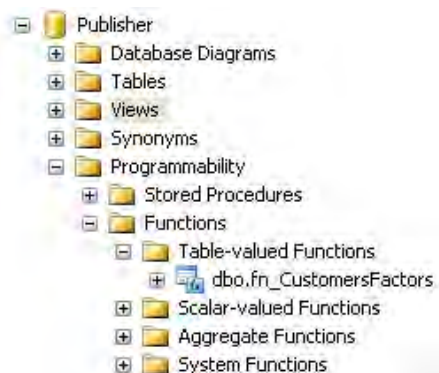 Publisher
Database Diagrams
Tables
Views
Synonyms
Programmability
Stored Procedures
Functions
Table-valued Functions
dbo.fn_CustomersFactors
Scalar-valued Functions
Aggregate Functions
System Functions